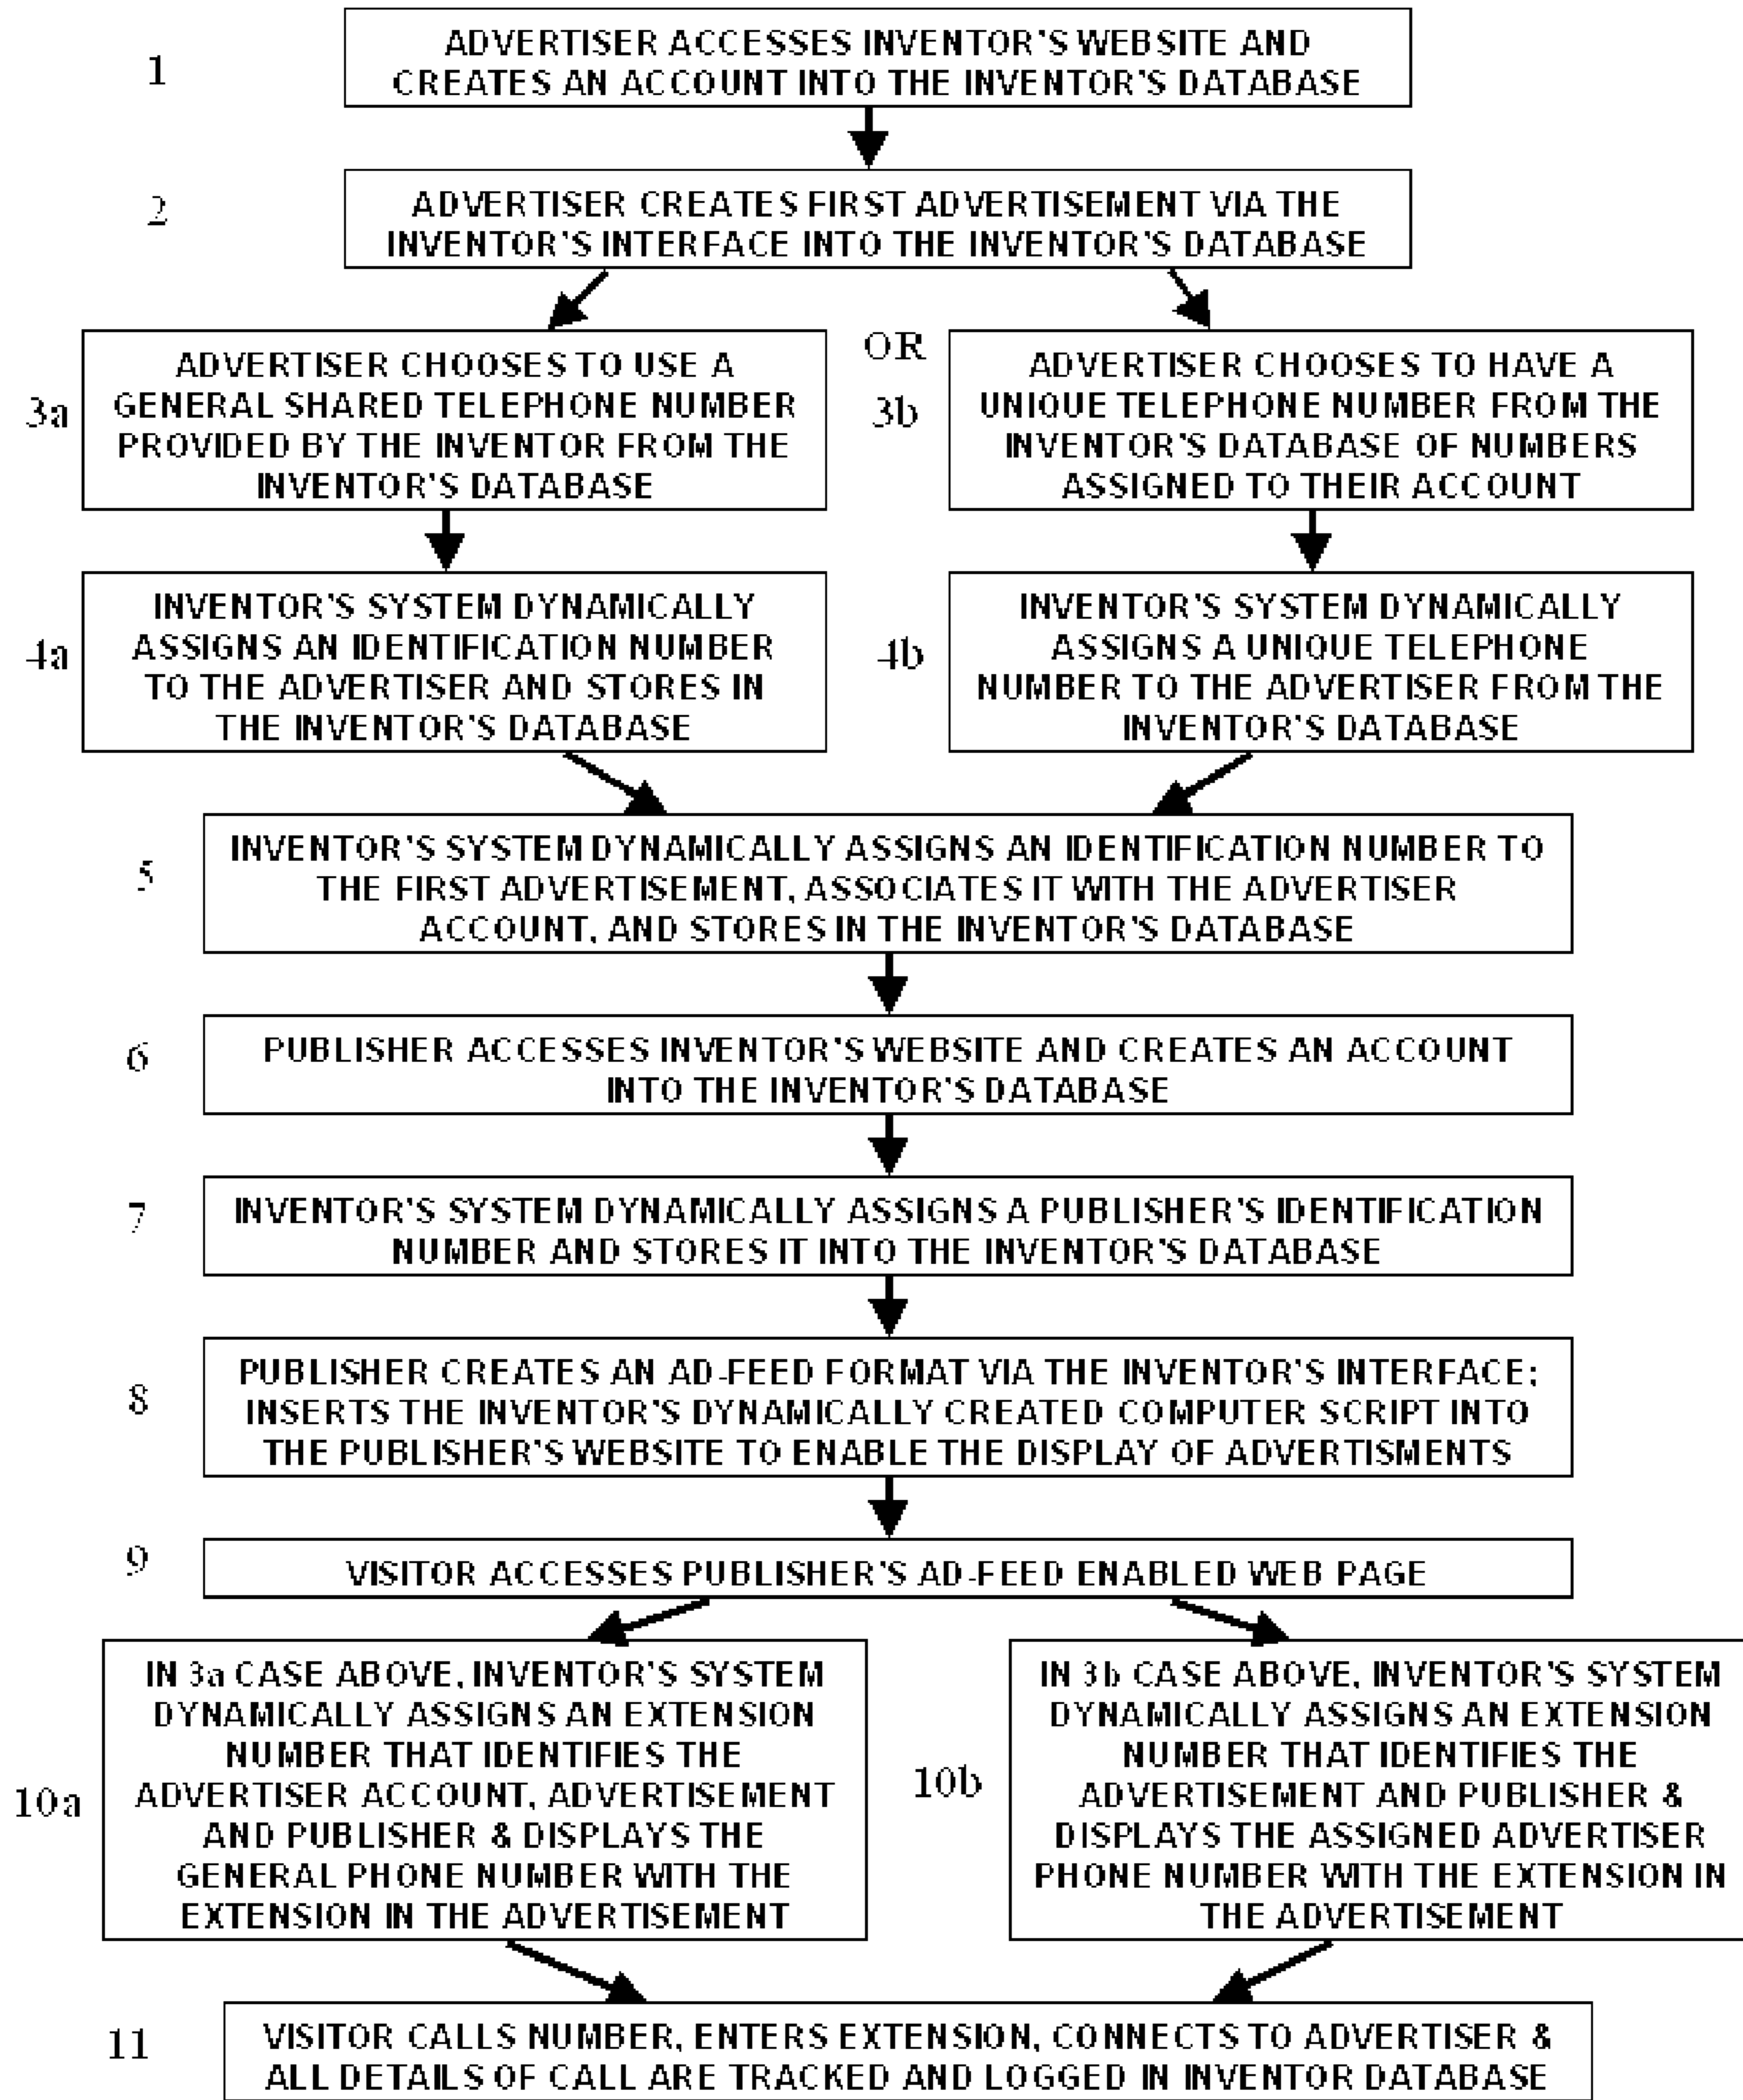 1
ADVERTISER ACCESSES INVENTOR'S WEBSITE AND
CREATES AN ACCOUNT INTO THE INVENTOR'S DATABASE
2
ADVERTISER CREATES FIRST ADVERTISEMENT VIA THE
INVENTOR'S INTERFACE INTO THE INVENTOR'S DATABASE
3a
ADVERTISER CHOOSES TO USE A
GENERAL SHARED TELEPHONE NUMBER
PROVIDED BY THE INVENTOR FROM THE
INVENTOR'S DATABASE
OR
3b
ADVERTISER CHOOSES TO HAVE A
UNIQUE TELEPHONE NUMBER FROM THE
INVENTOR'S DATABASE OF NUMBERS
ASSIGNED TO THEIR ACCOUNT
4a
INVENTOR'S SYSTEM DYNAMICALLY
ASSIGNS AN IDENTIFICATION NUMBER
TO THE ADVERTISER AND STORES IN
THE INVENTOR'S DATABASE
4b
INVENTOR'S SYSTEM DYNAMICALLY
ASSIGNS A UNIQUE TELEPHONE
NUMBER TO THE ADVERTISER FROM THE
INVENTOR'S DATABASE
5
INVENTOR'S SYSTEM DYNAMICALLY ASSIGNS AN IDENTIFICATION NUMBER TO
THE FIRST ADVERTISEMENT, ASSOCIATES IT WITH THE ADVERTISER
ACCOUNT, AND STORES IN THE INVENTOR'S DATABASE
6
PUBLISHER ACCESSES INVENTOR'S WEBSITE AND CREATES AN ACCOUNT
INTO THE INVENTOR'S DATABASE
7
INVENTOR'S SYSTEM DYNAMICALLY ASSIGNS A PUBLISHER'S IDENTIFICATION
NUMBER AND STORES IT INTO THE INVENTOR'S DATABASE
8
PUBLISHER CREATES AN AD-FEED FORMAT VIA THE INVENTOR'S INTERFACE;
INSERTS THE INVENTOR'S DYNAMICALLY CREATED COMPUTER SCRIPT INTO
THE PUBLISHER'S WEBSITE TO ENABLE THE DISPLAY OF ADVERTISMENTS
9
VISITOR ACCESSES PUBLISHER'S AD-FEED ENABLED WEB PAGE
10a
IN 3a CASE ABOVE, INVENTOR'S SYSTEM
DYNAMICALLY ASSIGNS AN EXTENSION
NUMBER THAT IDENTIFIES THE
ADVERTISER ACCOUNT, ADVERTISEMENT
AND PUBLISHER & DISPLAYS THE
GENERAL PHONE NUMBER WITH THE
EXTENSION IN THE ADVERTISEMENT
10b
IN 3b CASE ABOVE, INVENTOR'S SYSTEM
DYNAMICALLY ASSIGNS AN EXTENSION
NUMBER THAT IDENTIFIES THE
ADVERTISEMENT AND PUBLISHER &
DISPLAYS THE ASSIGNED ADVERTISER
PHONE NUMBER WITH THE EXTENSION IN
THE ADVERTISEMENT
11
VISITOR CALLS NUMBER, ENTERS EXTENSION, CONNECTS TO ADVERTISER &
ALL DETAILS OF CALL ARE TRACKED AND LOGGED IN INVENTOR DATABASE